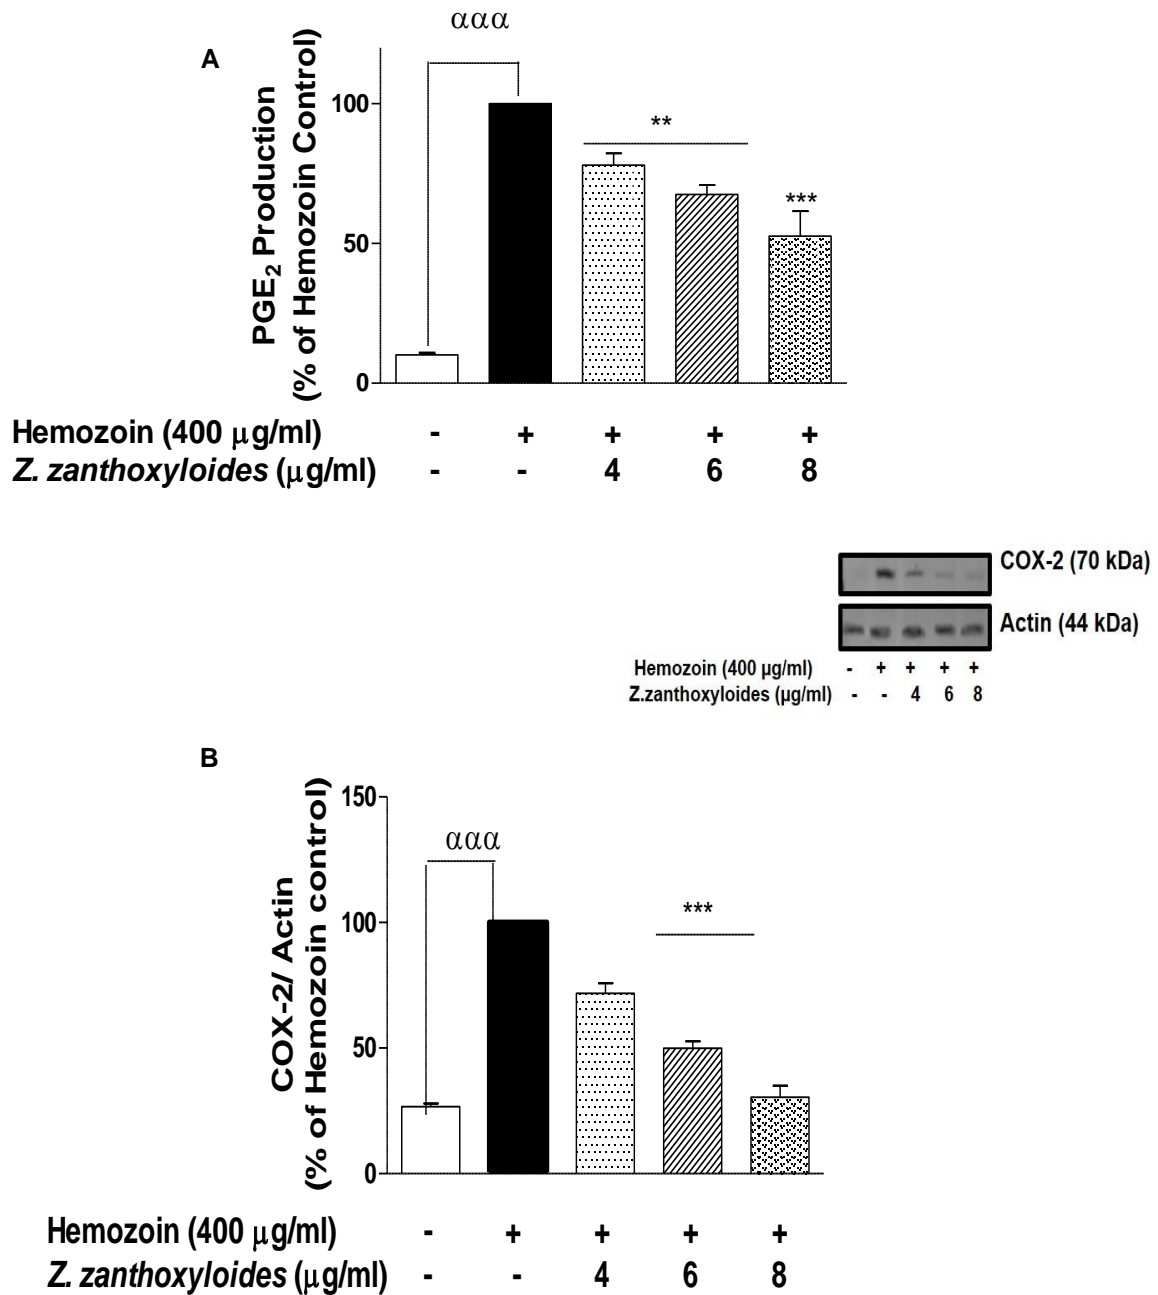 ααα
A
PGE2 Production
(% of Hemozoin Control)
100
50
0
**
***
Hemozoin (400 μg/ml) - + + + +
Z. zanthoxyloides (μg/ml) - - 4 6 8
COX-2 (70 kDa)
Actin (44 kDa)
Hemozoin (400 μg/ml) - + + + +
Z.zanthoxyloides (μg/ml) - - 4 6 8
B
COX-2/ Actin
(% of Hemozoin control)
150
100
50
0
ααα
***
Hemozoin (400 μg/ml) - + + + +
Z. zanthoxyloides (μg/ml) - - 4 6 8